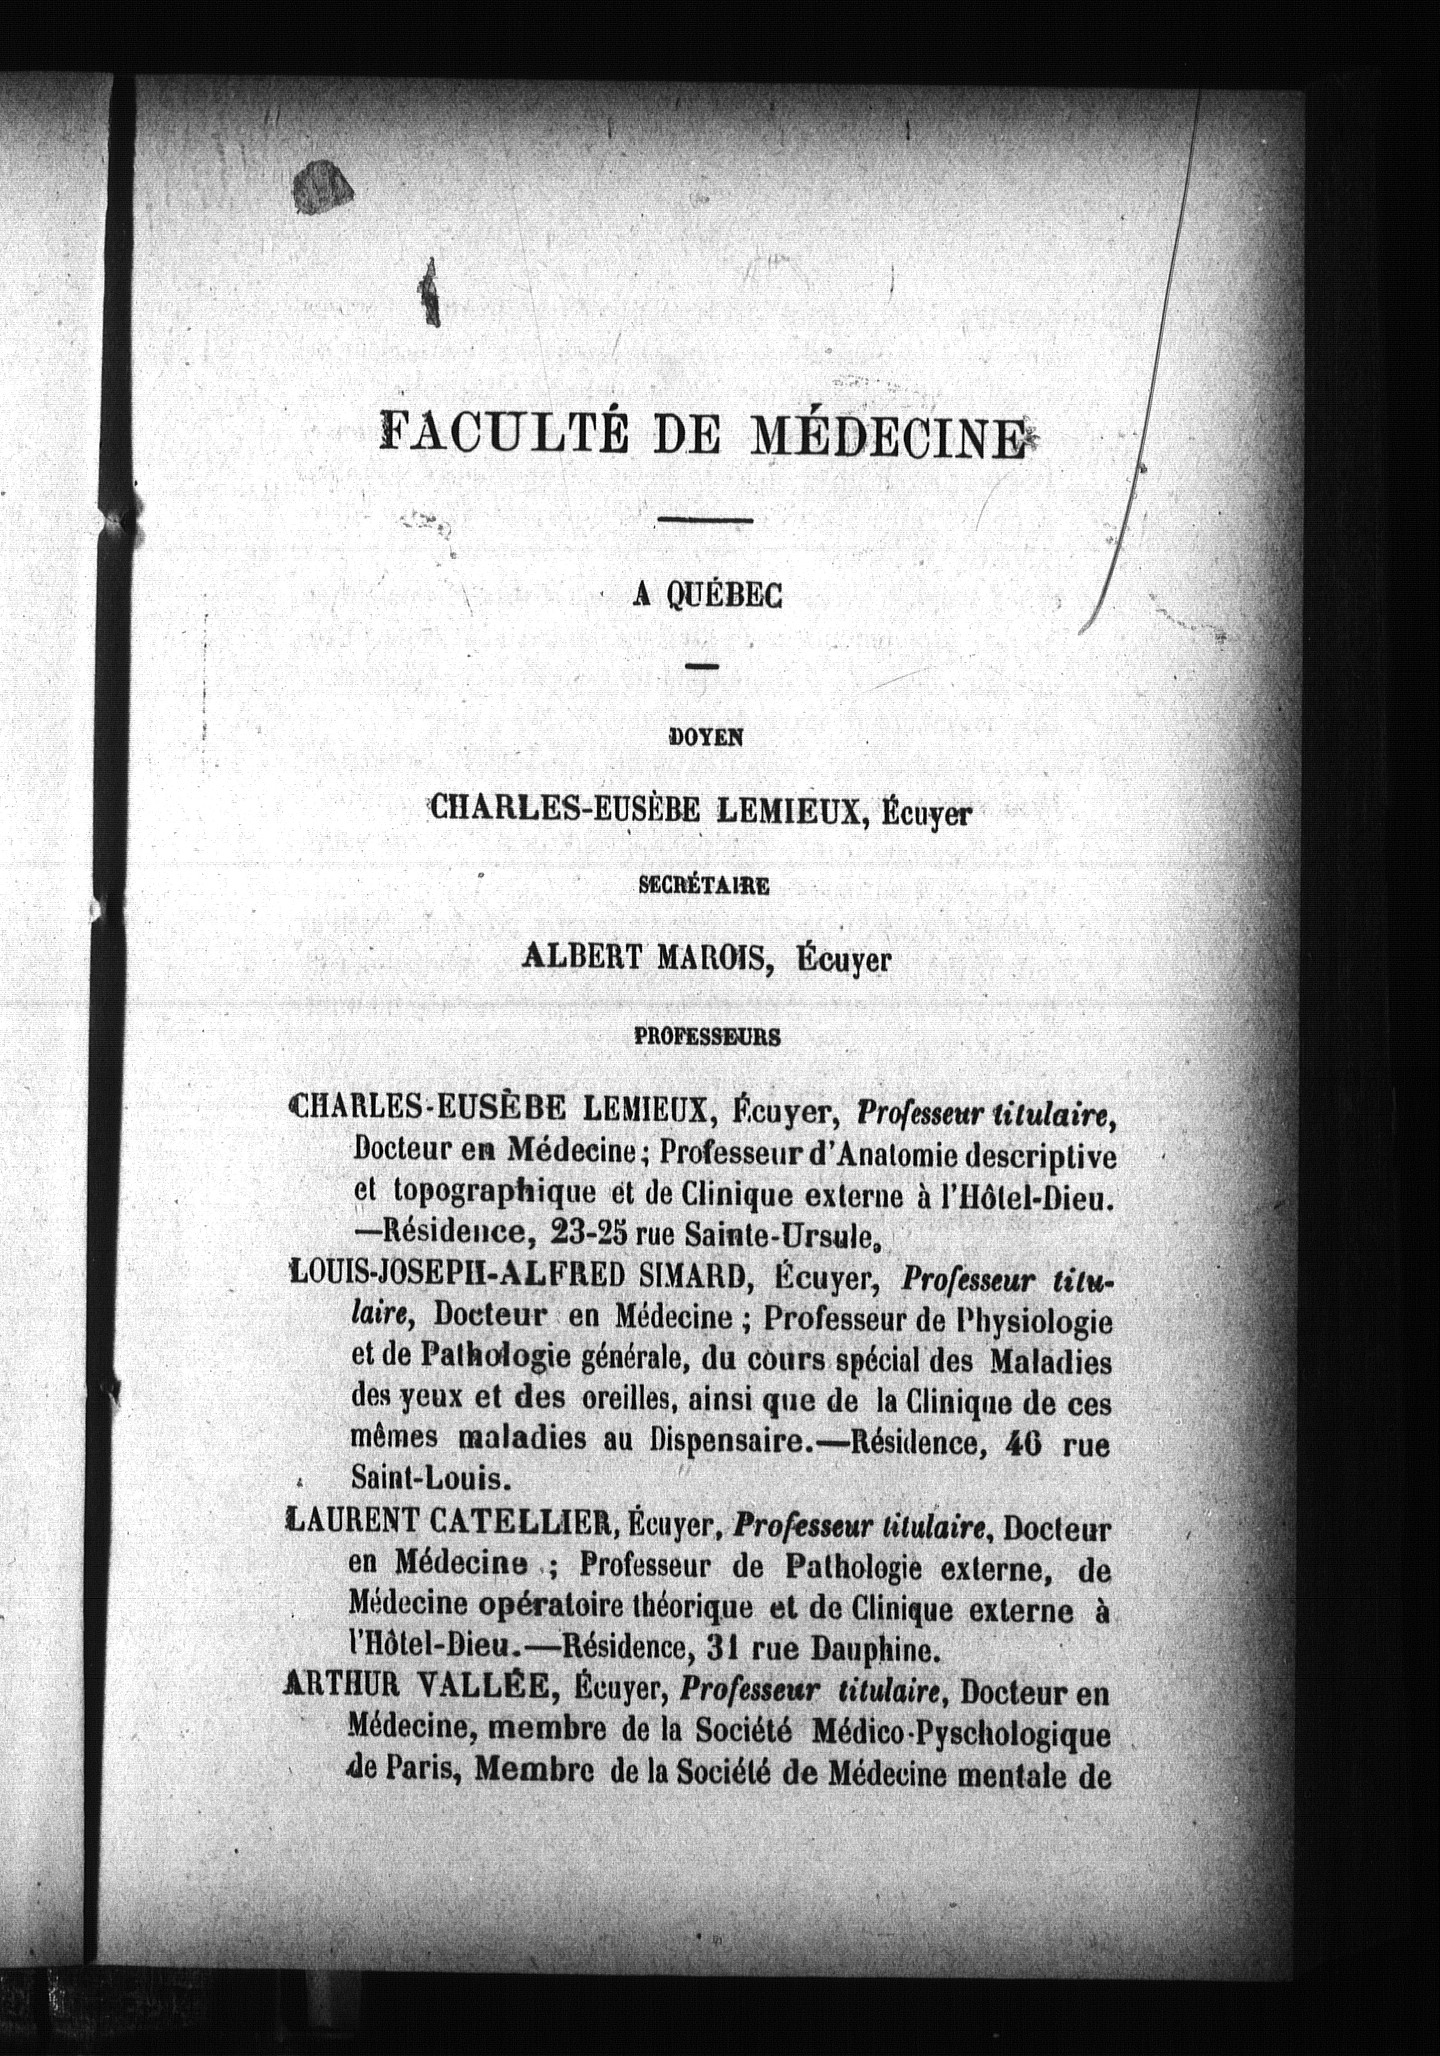 FACULTÉ DE MÉDECINE
A QUÉBEC
DOYEN
CHARLES-EUSÈBE LEMIEUX, Écuyer
SECRÉTAIRE
ALBERT MAROIS, Écuyer
PROFESSEURS
CHARLES-EUSÈBE LEMIEUX, Écuyer, Professeur titulaire,
Docteur en Médecine; Professeur d'Anatomie descriptive
et topographique et de Clinique externe à l'Hôtel-Dieu.
—Résidence, 23-25 rue Sainte-Ursule.
LOUIS-JOSEPH-ALFRED SIMARD, Écuyer, Professeur titu-
laire, Docteur en Médecine ; Professeur de Physiologie
et de Pathologie générale, du cours spécial des Maladies
des yeux et des oreilles, ainsi que de la Clinique de ces
mêmes maladies au Dispensaire.—Résidence, 46 rue
Saint-Louis.
LAURENT CATELLIER, Écuyer, Professeur titulaire, Docteur
en Médecine ; Professeur de Pathologie externe, de
Médecine opératoire théorique et de Clinique externe à
l'Hôtel-Dieu.—Résidence, 31 rue Dauphine.
ARTHUR VALLÉE, Écuyer, Professeur titulaire, Docteur en
Médecine, membre de la Société Médico-Pyschologique
de Paris, Membre de la Société de Médecine mentale de